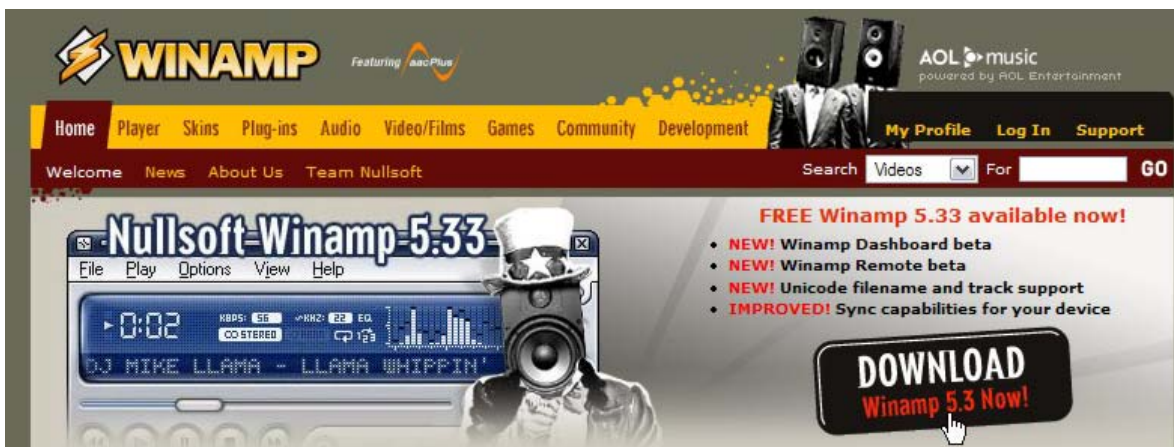 WINAMP
Featuring aacPlus
AOL music
powered by AOL Entertainment
Home Player Skins Plug-ins Audio Video/Films Games Community Development
My Profile Log In Support
Welcome News About Us Team Nullsoft
Search Videos For GO
Nullsoft Winamp 5.33
File Play Options View Help
0:02
KBPS: 56 KHZ: 22 EQ
STEREO
DJ MIKE LLAMA - LLAMA WHIPPIN'
FREE Winamp 5.33 available now!
NEW! Winamp Dashboard beta
NEW! Winamp Remote beta
NEW! Unicode filename and track support
IMPROVED! Sync capabilities for your device
DOWNLOAD
Winamp 5.3 Now!